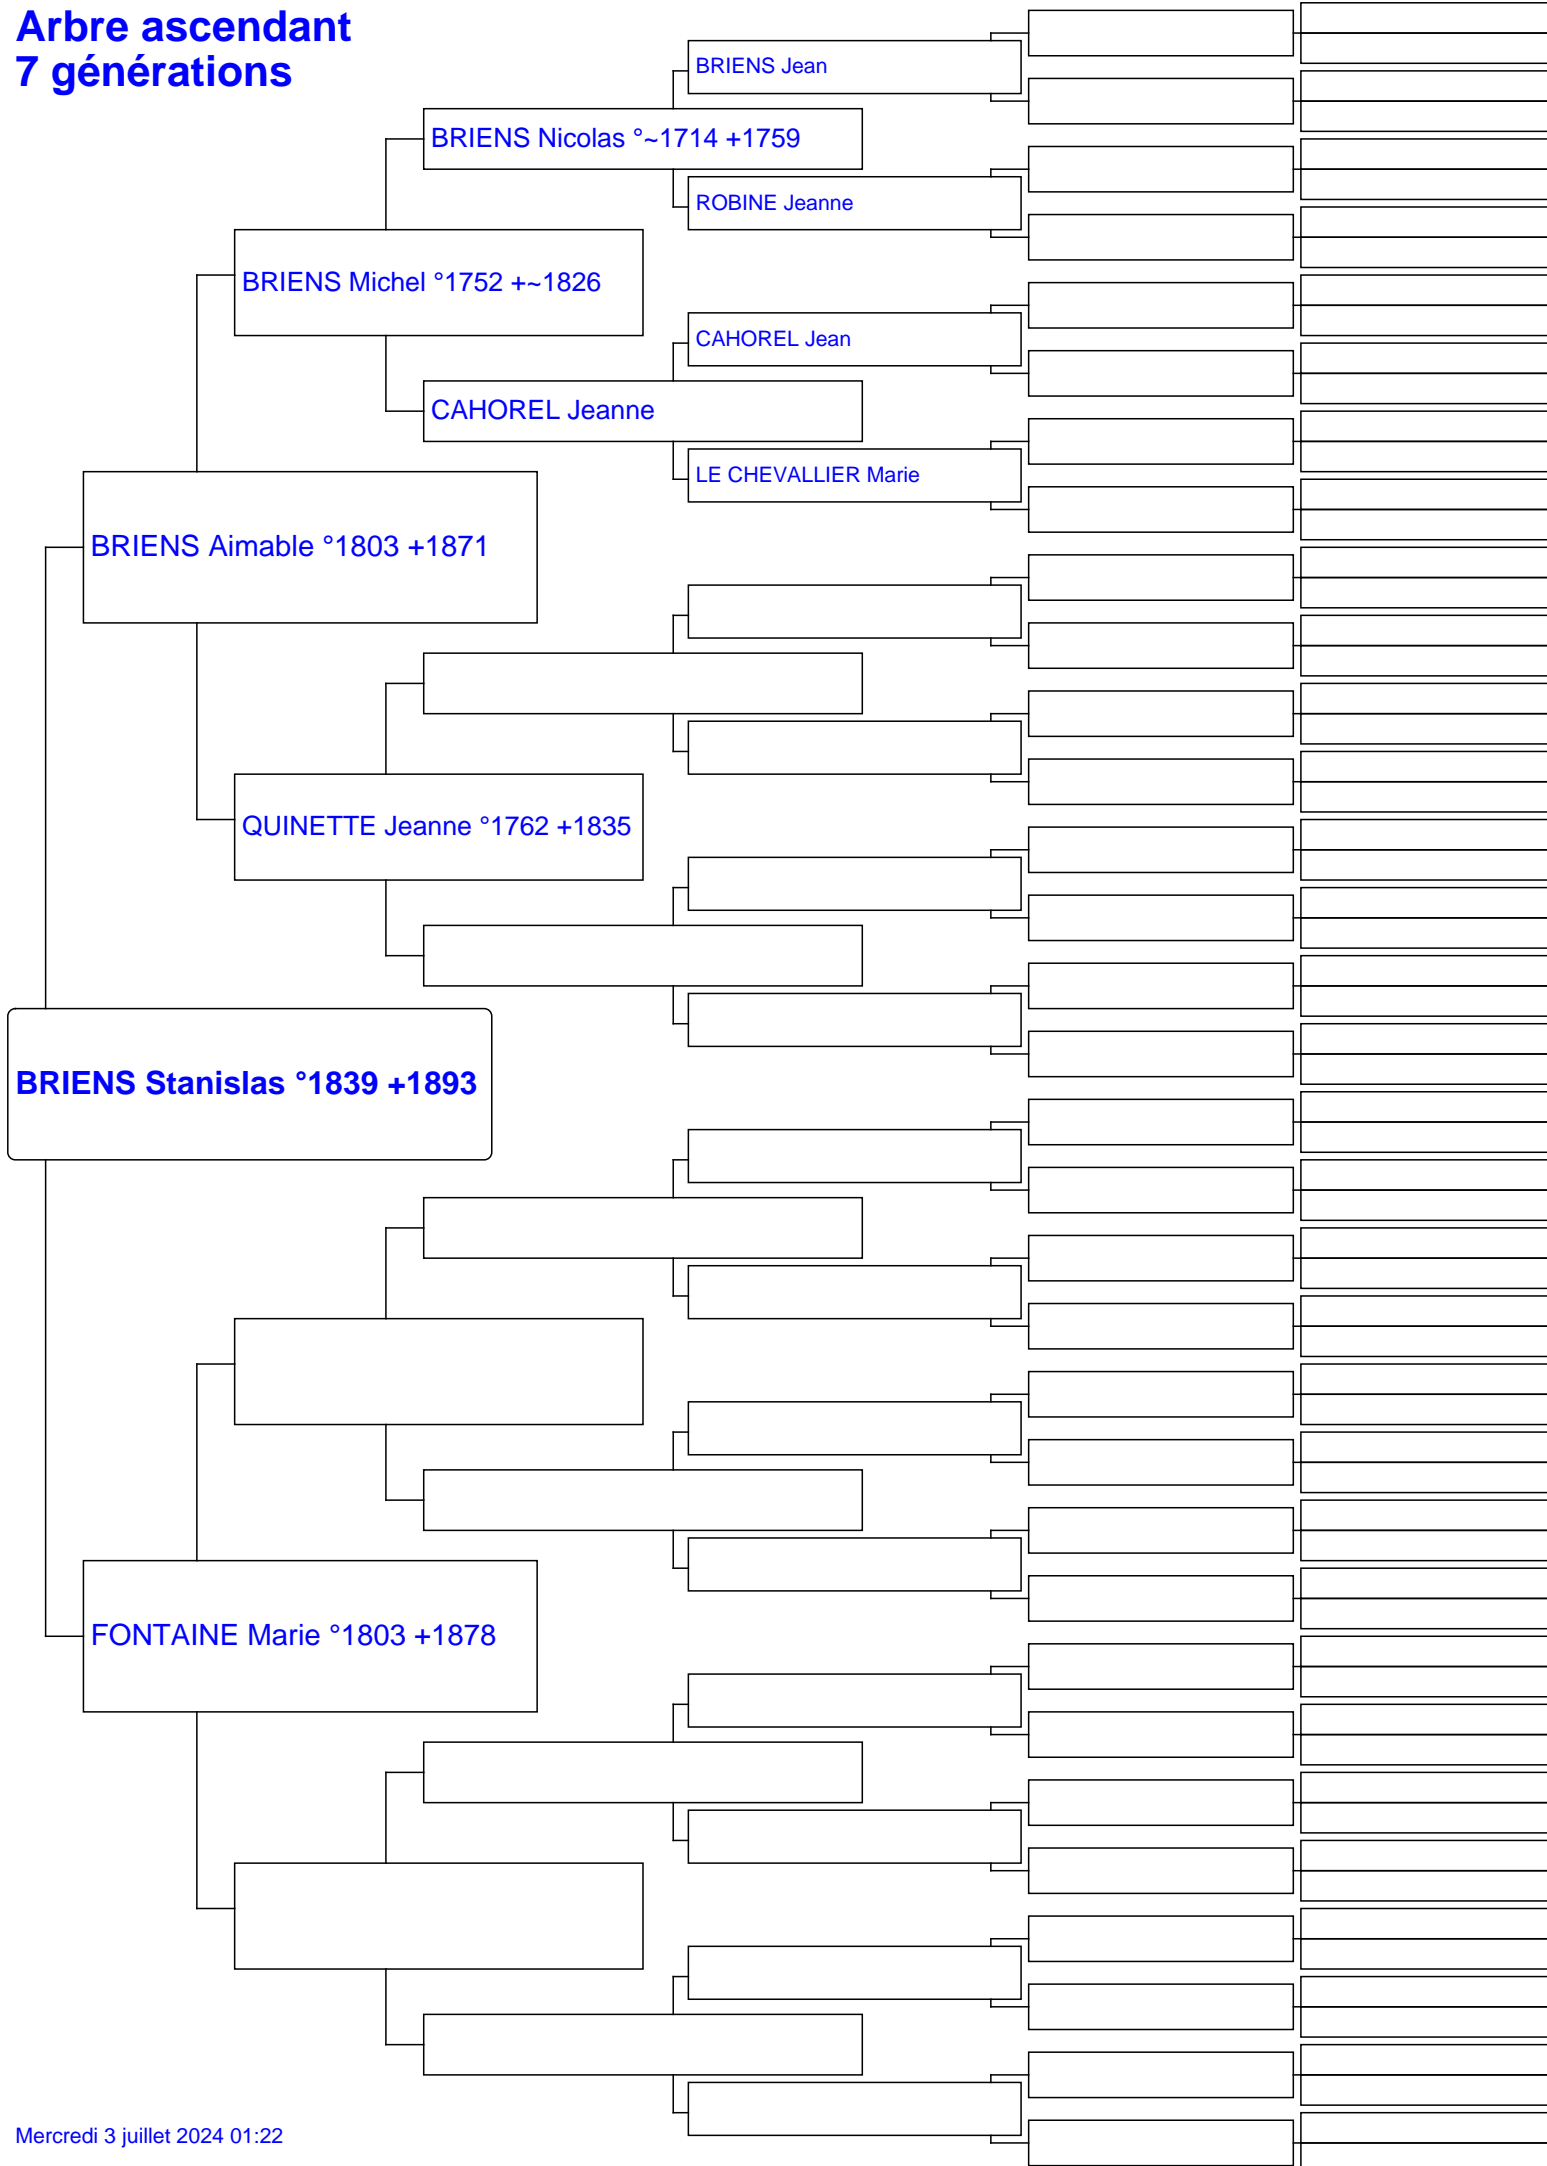 Arbre ascendant
7 générations
BRIENS Jean
BRIENS Nicolas °~1714 +1759
ROBINE Jeanne
BRIENS Michel °1752 +~1826
CAHOREL Jean
CAHOREL Jeanne
LE CHEVALLIER Marie
BRIENS Aimable °1803 +1871
QUINETTE Jeanne °1762 +1835
BRIENS Stanislas °1839 +1893
FONTAINE Marie °1803 +1878
Mercredi 3 juillet 2024 01:22